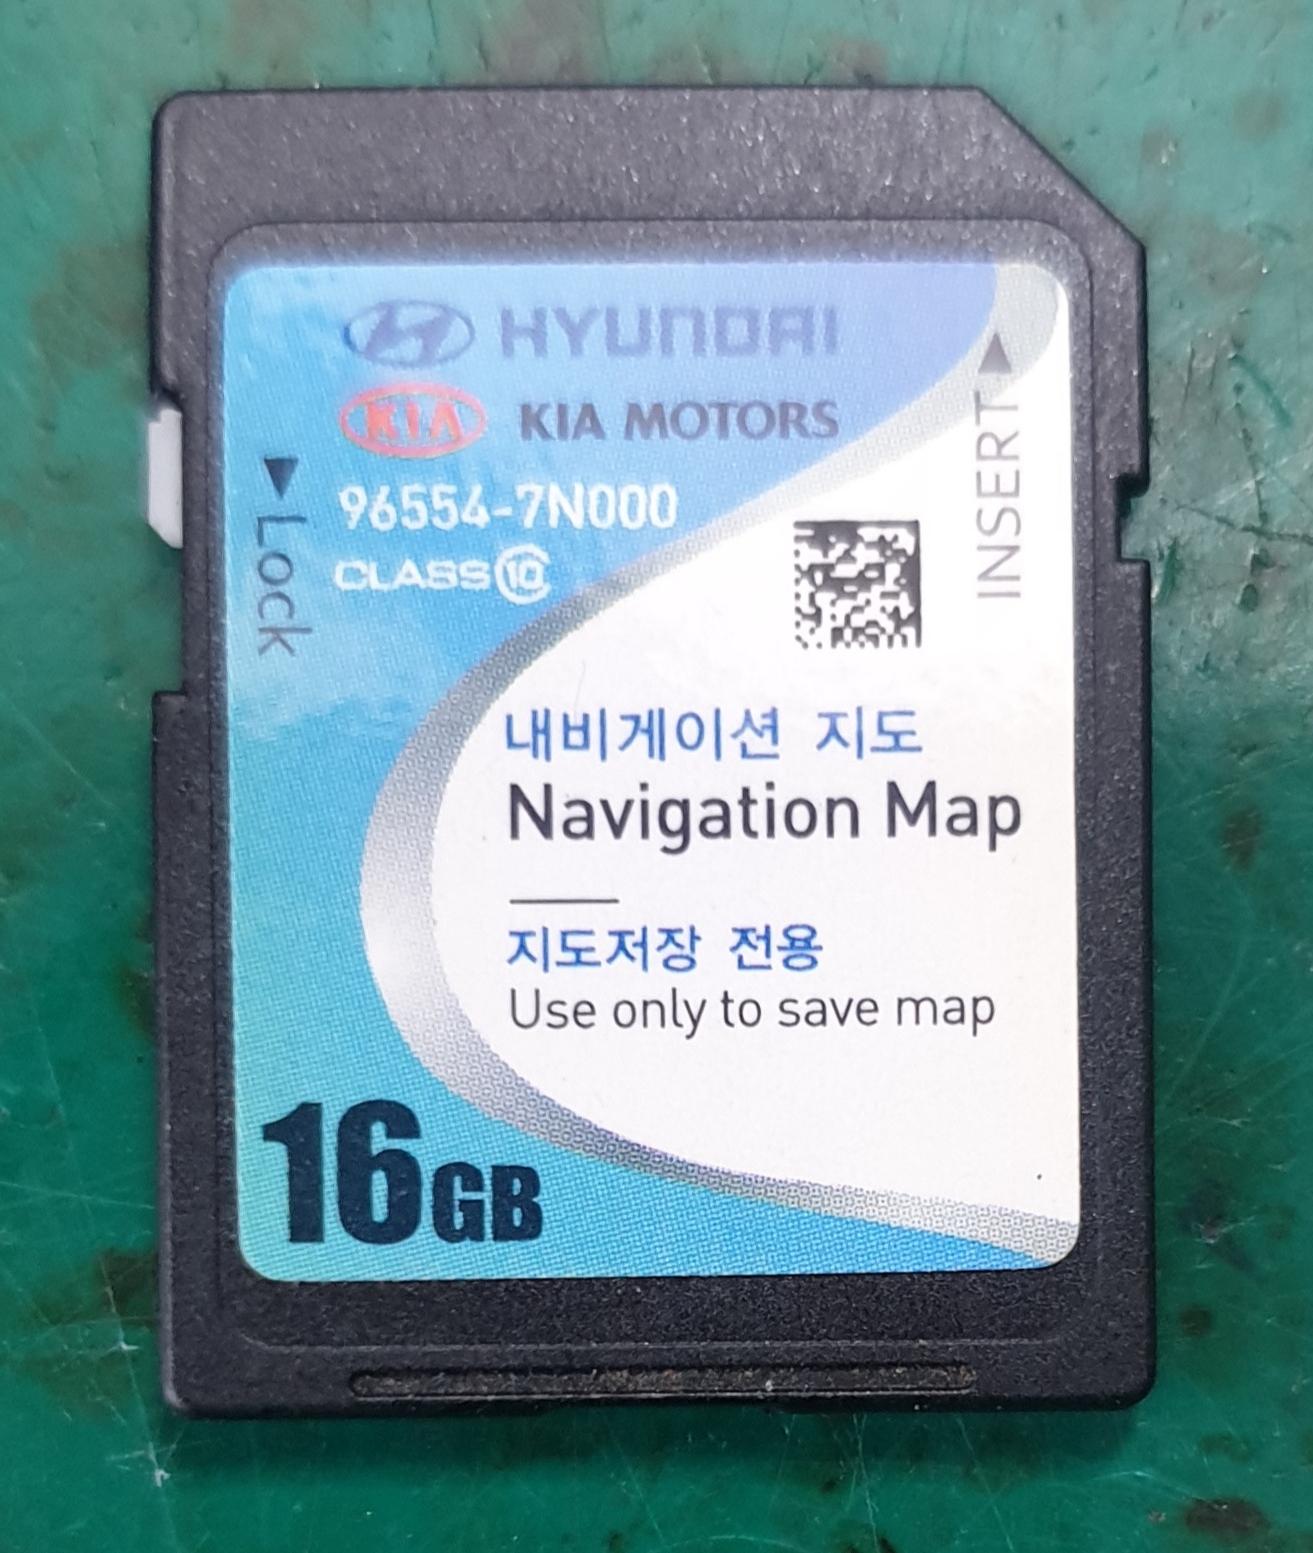 HYUNDAI
KIA KIA MOTORS
96554-7N000
CLASS 10
INSERT
Lock
내비게이션 지도
Navigation Map
지도저장 전용
Use only to save map
16GB